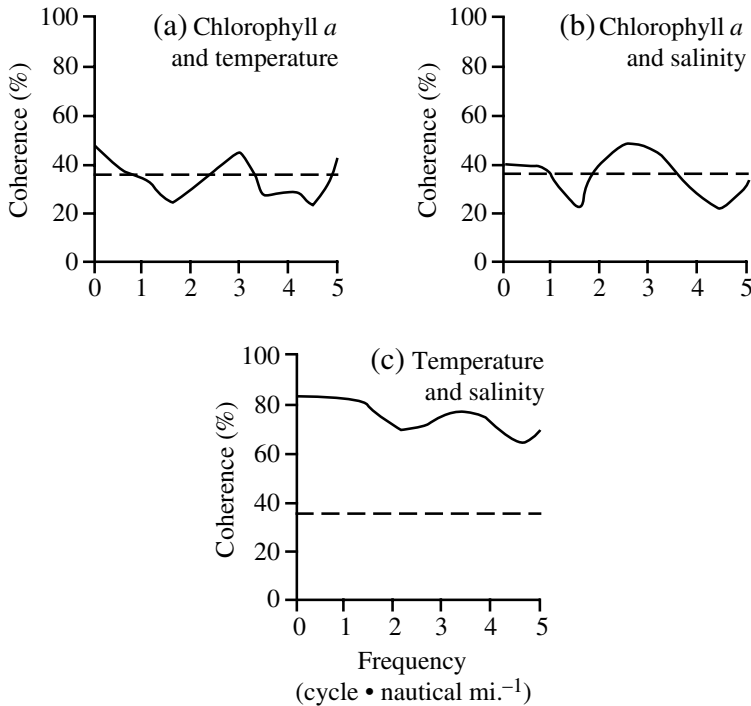 (a) Chlorophyll a
and temperature
Coherence (%)
100
80
60
40
20
0
0 1 2 3 4 5
(b) Chlorophyll a
and salinity
Coherence (%)
100
80
60
40
20
0
0 1 2 3 4 5
(c) Temperature
and salinity
Coherence (%)
100
80
60
40
20
0
0 1 2 3 4 5
Frequency
(cycle • nautical mi.⁻¹)